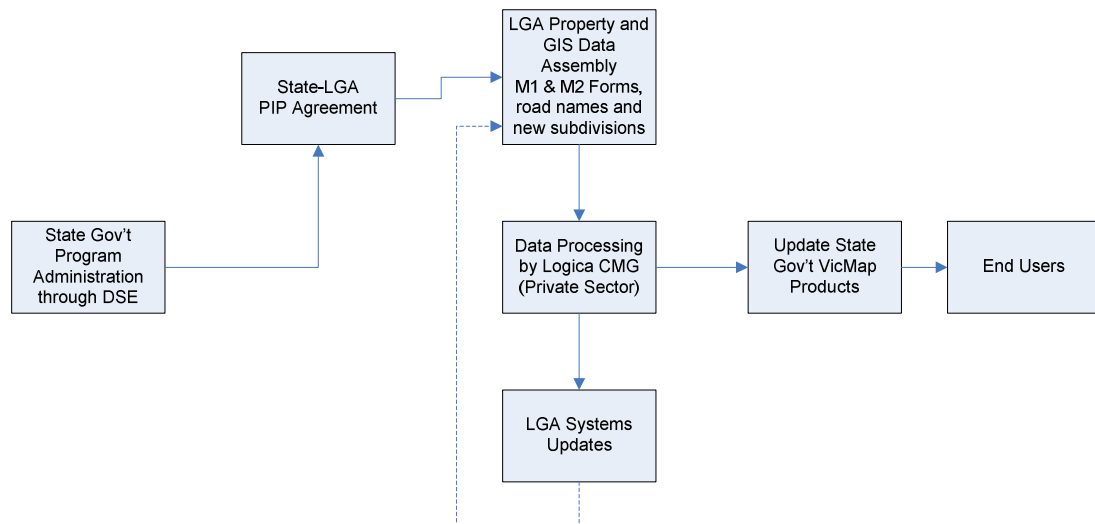 State Gov't
Program
Administration
through DSE
State-LGA
PIP Agreement
LGA Property and
GIS Data
Assembly
M1 & M2 Forms,
road names and
new subdivisions
Data Processing
by Logica CMG
(Private Sector)
Update State
Gov't VicMap
Products
End Users
LGA Systems
Updates